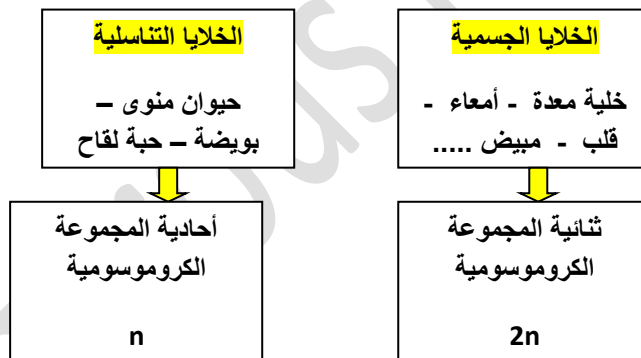 الخلايا الجسمية
خلية معدة - أمعاء -
قلب - مبيض .....
ثنائية المجموعة
الكروموسومية
2n
الخلايا التناسلية
حيوان منوى –
بويضة – حبة لقاح
أحادية المجموعة
الكروموسومية
n